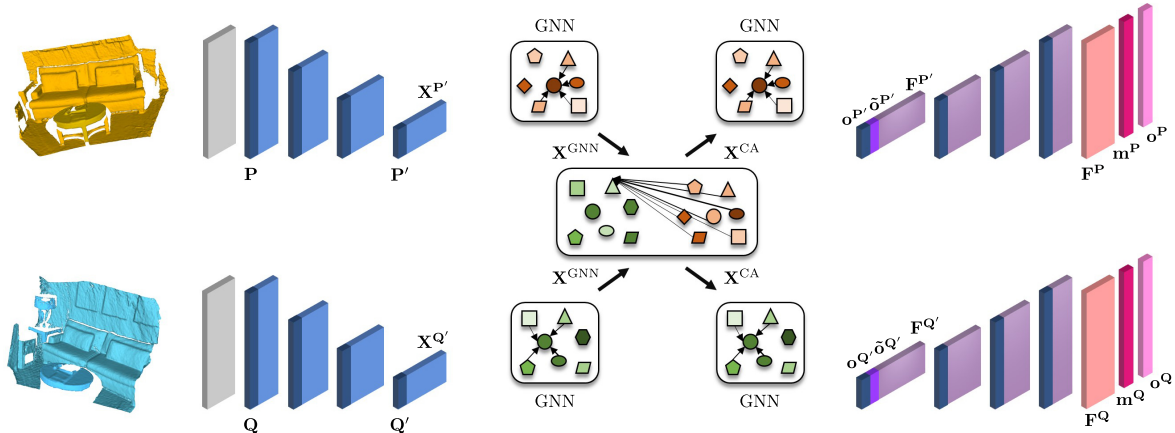 GNN GNN
X^P′ o^P′ õ^P′ F^P′
X^GNN X^CA
P P′ F^P m^P o^P
X^GNN X^CA
X^Q′ o^Q′ õ^Q′ F^Q′
Q Q′ GNN GNN F^Q m^Q o^Q